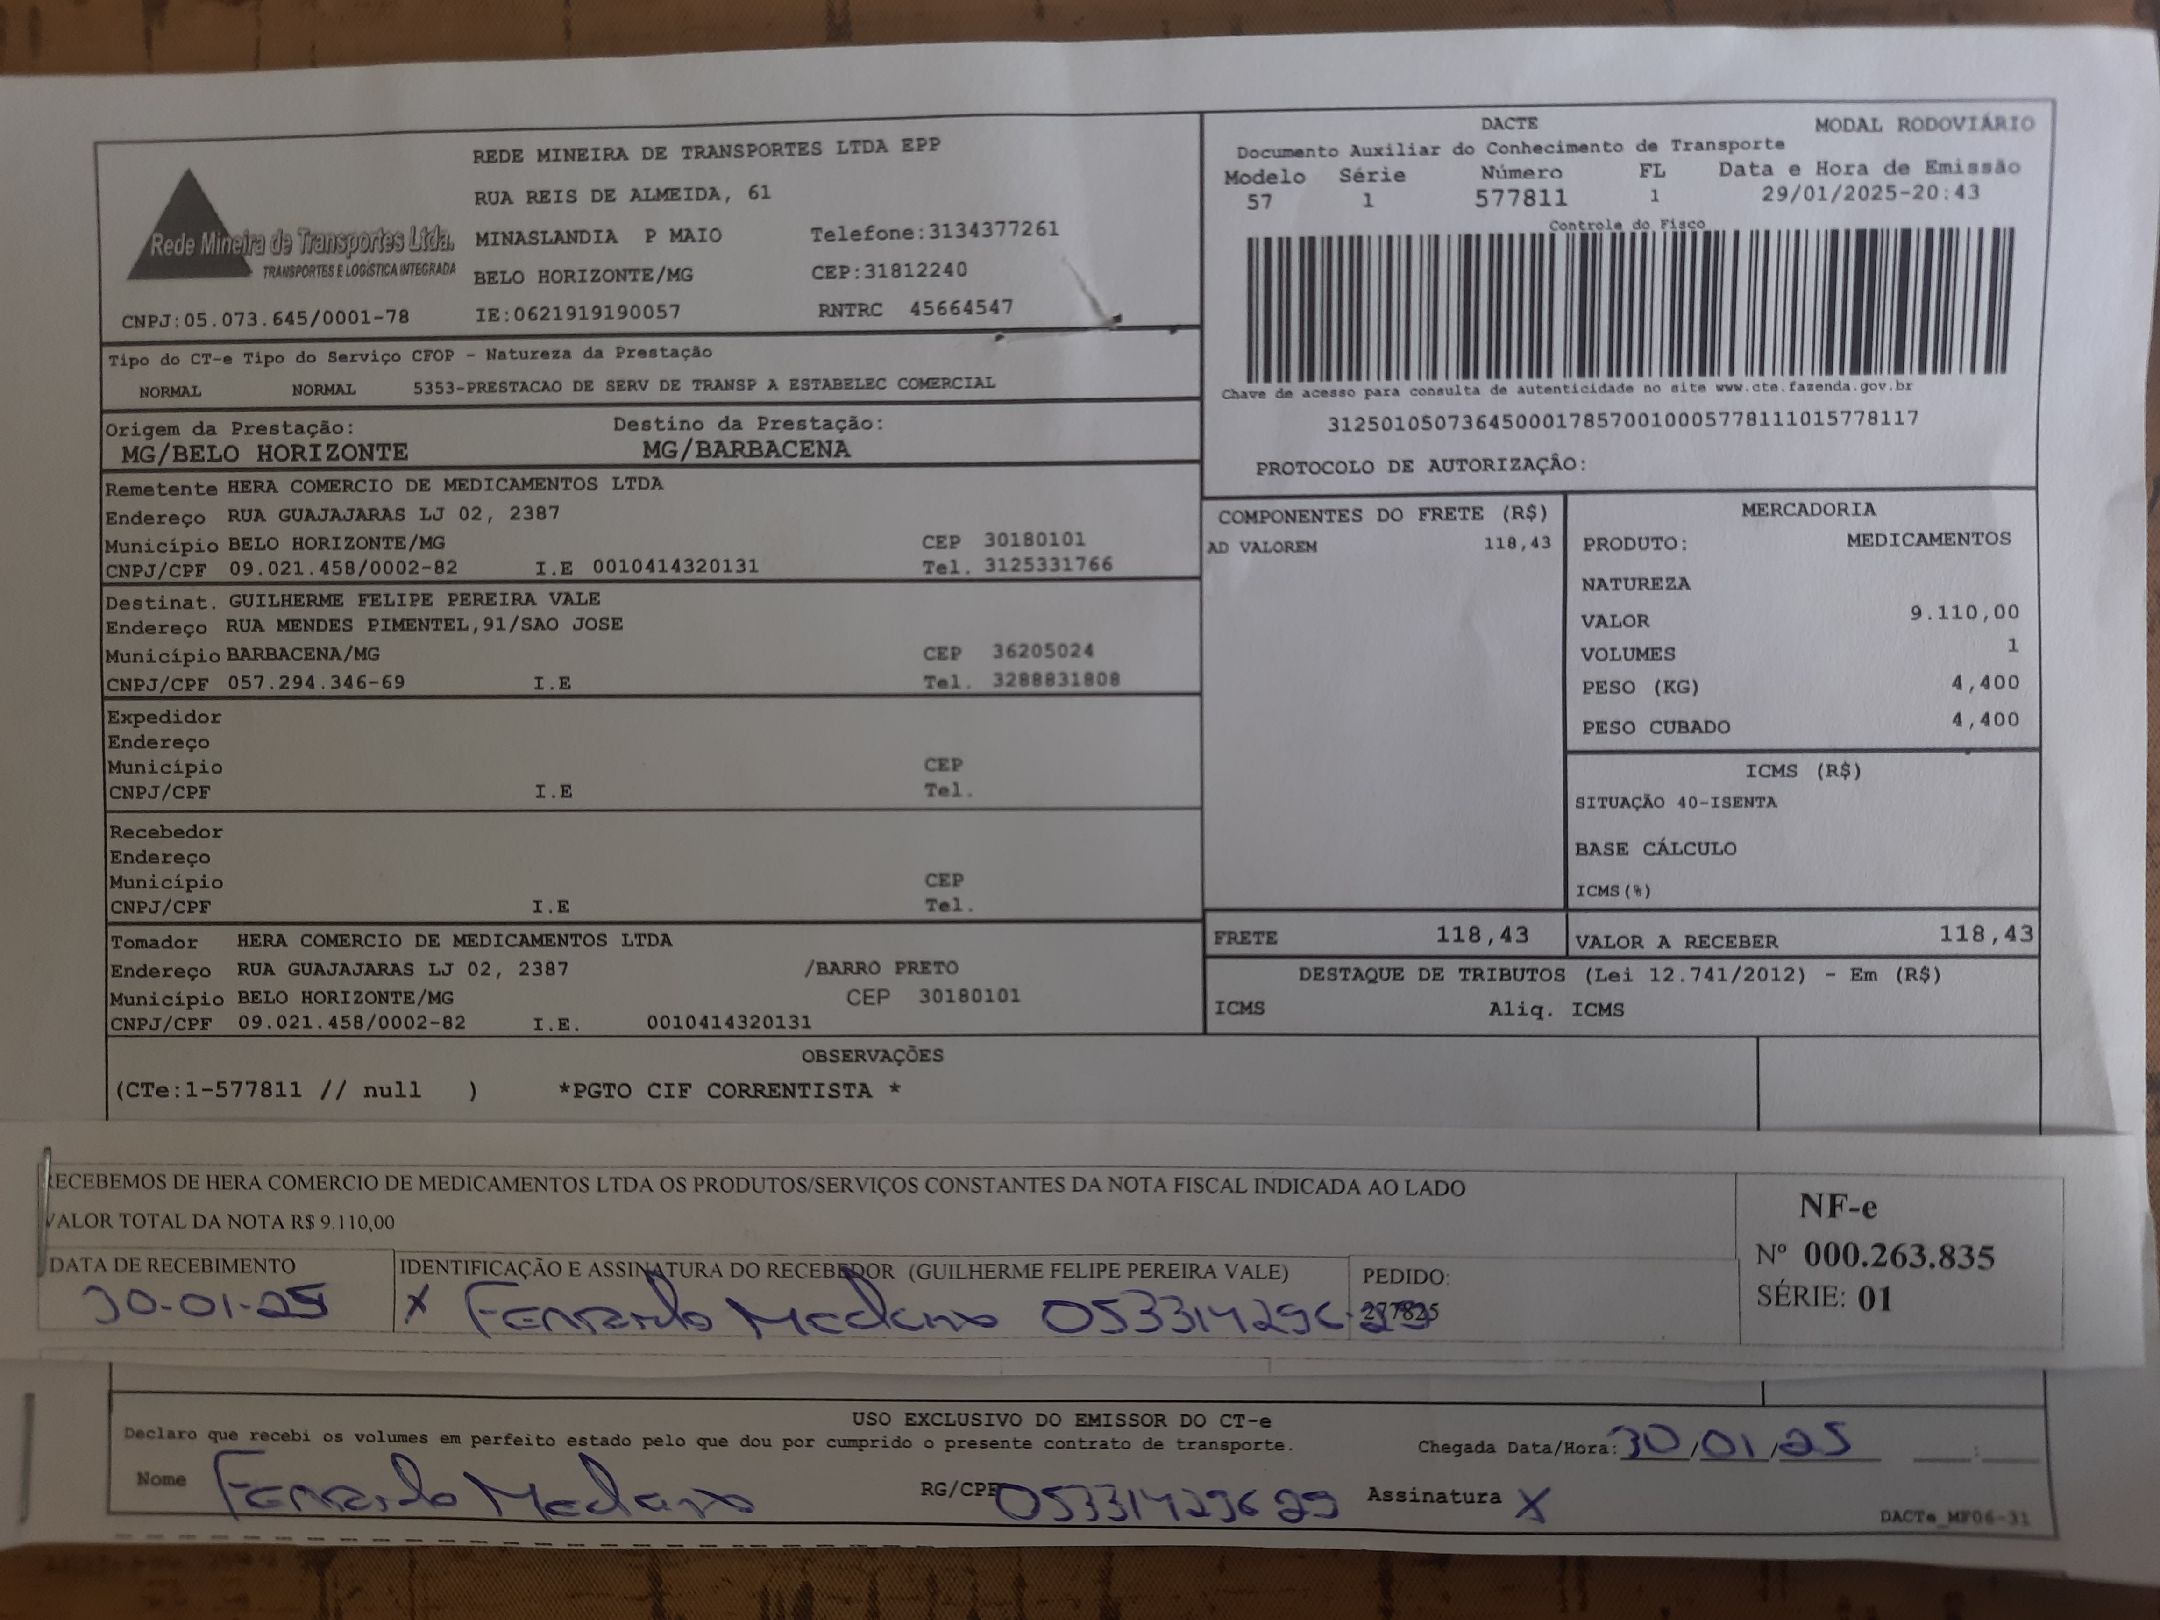 REDE MINEIRA DE TRANSPORTES LTDA EPP
RUA REIS DE ALMEIDA, 61
Rede Mineira de Transportes Ltda.
TRANSPORTES E LOGÍSTICA INTEGRADA
MINASLANDIA P MAIO Telefone:3134377261
BELO HORIZONTE/MG CEP:31812240
CNPJ:05.073.645/0001-78 IE:0621919190057 RNTRC 45664547
DACTE MODAL RODOVIÁRIO
Documento Auxiliar do Conhecimento de Transporte
Modelo Série Número FL Data e Hora de Emissão
57 1 577811 1 29/01/2025-20:43
Controle do Fisco
Chave de acesso para consulta de autenticidade no site www.cte.fazenda.gov.br
31250105073645000178570010005778111015778117
PROTOCOLO DE AUTORIZAÇÃO:
Tipo do CT-e Tipo do Serviço CFOP - Natureza da Prestação
NORMAL NORMAL 5353-PRESTACAO DE SERV DE TRANSP A ESTABELEC COMERCIAL
Origem da Prestação: Destino da Prestação:
MG/BELO HORIZONTE MG/BARBACENA
Remetente HERA COMERCIO DE MEDICAMENTOS LTDA
Endereço RUA GUAJAJARAS LJ 02, 2387
Município BELO HORIZONTE/MG CEP 30180101
CNPJ/CPF 09.021.458/0002-82 I.E 0010414320131 Tel. 3125331766
Destinat. GUILHERME FELIPE PEREIRA VALE
Endereço RUA MENDES PIMENTEL,91/SAO JOSE
Município BARBACENA/MG CEP 36205024
CNPJ/CPF 057.294.346-69 I.E Tel. 3288831808
Expedidor
Endereço
Município CEP
CNPJ/CPF I.E Tel.
Recebedor
Endereço
Município CEP
CNPJ/CPF I.E Tel.
Tomador HERA COMERCIO DE MEDICAMENTOS LTDA
Endereço RUA GUAJAJARAS LJ 02, 2387 /BARRO PRETO
Município BELO HORIZONTE/MG CEP 30180101
CNPJ/CPF 09.021.458/0002-82 I.E. 0010414320131
COMPONENTES DO FRETE (R$)
AD VALOREM 118,43
MERCADORIA
PRODUTO: MEDICAMENTOS
NATUREZA
VALOR 9.110,00
VOLUMES 1
PESO (KG) 4,400
PESO CUBADO 4,400
ICMS (R$)
SITUAÇÃO 40-ISENTA
BASE CÁLCULO
ICMS(%)
FRETE 118,43 VALOR A RECEBER 118,43
DESTAQUE DE TRIBUTOS (Lei 12.741/2012) - Em (R$)
ICMS Aliq. ICMS
OBSERVAÇÕES
(CTe:1-577811 // null ) *PGTO CIF CORRENTISTA *
RECEBEMOS DE HERA COMERCIO DE MEDICAMENTOS LTDA OS PRODUTOS/SERVIÇOS CONSTANTES DA NOTA FISCAL INDICADA AO LADO
VALOR TOTAL DA NOTA R$ 9.110,00
DATA DE RECEBIMENTO IDENTIFICAÇÃO E ASSINATURA DO RECEBEDOR (GUILHERME FELIPE PEREIRA VALE) PEDIDO:
30-01-25 X Fernando 277825
NF-e
Nº 000.263.835
SÉRIE: 01
USO EXCLUSIVO DO EMISSOR DO CT-e
Declaro que recebi os volumes em perfeito estado pelo que dou por cumprido o presente contrato de transporte. Chegada Data/Hora: 30/01/25 :
Nome Fernando RG/CPF Assinatura X
DACTe_MF06-31